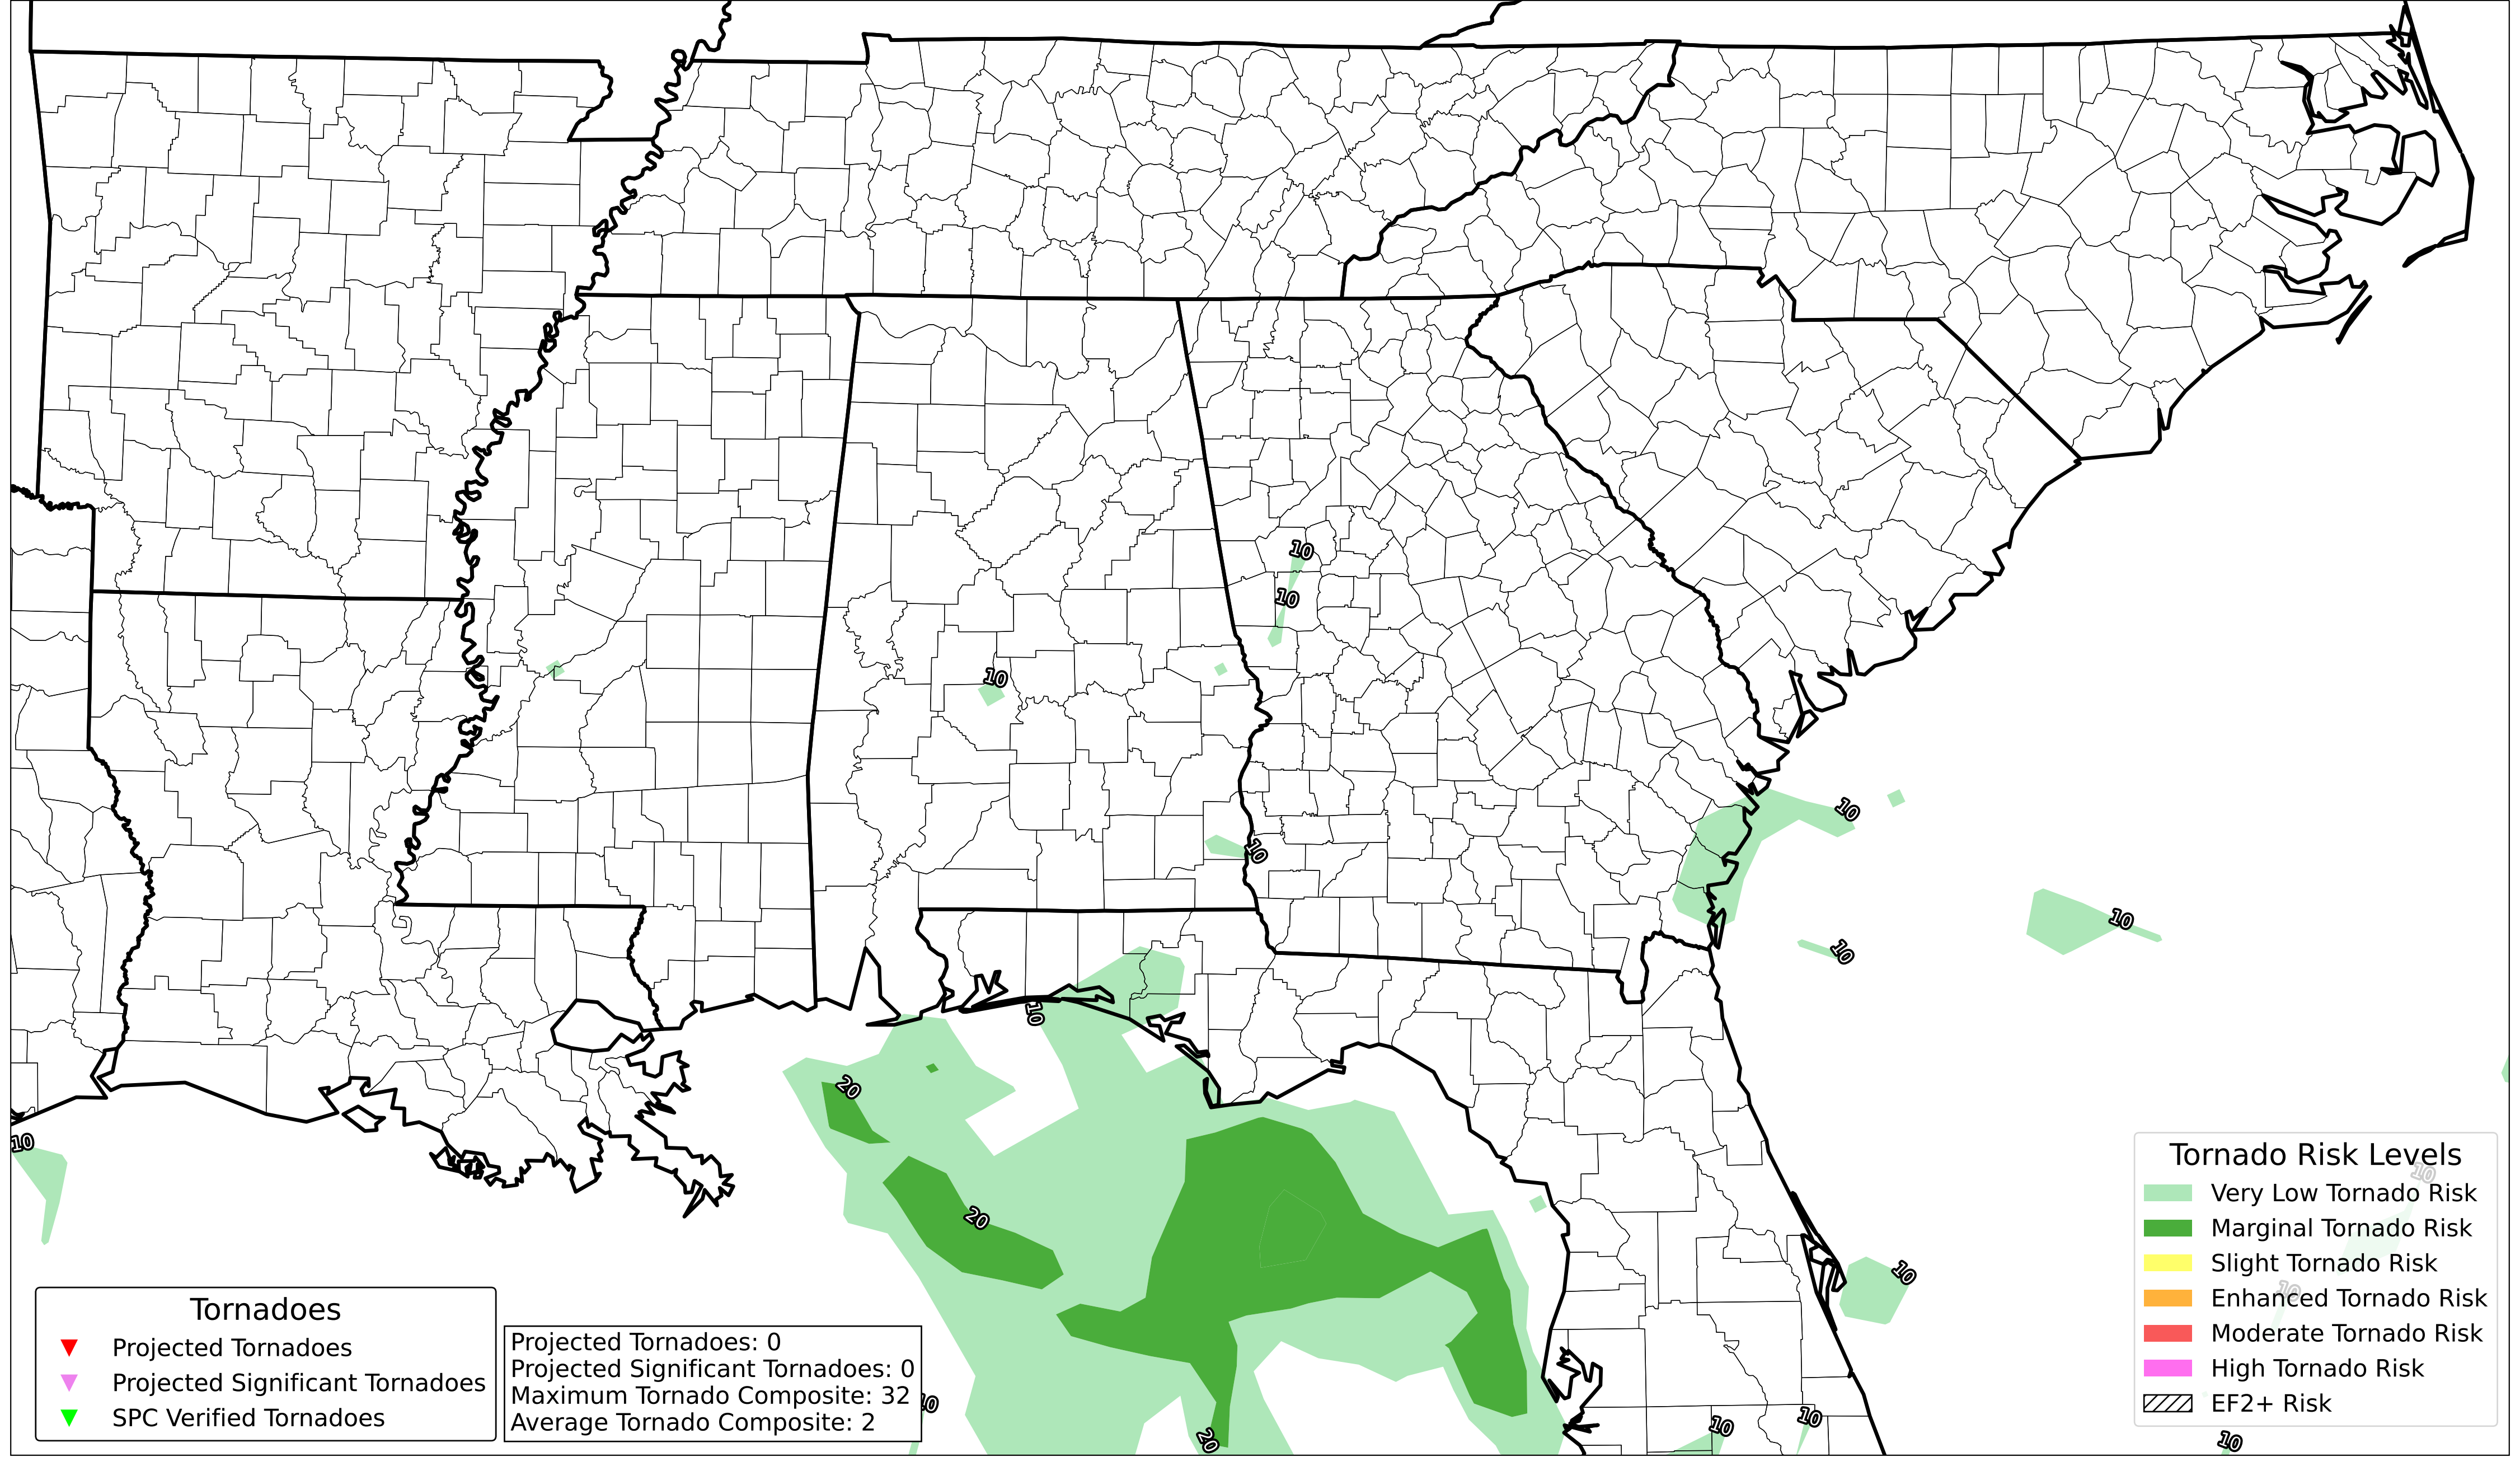 10
10
10
10
10
10
10
10
10
20
10
Tornado Risk Levels
10
Very Low Tornado Risk
Marginal Tornado Risk
20
Slight Tornado Risk
10
10
Enhanced Tornado Risk
Moderate Tornado Risk
High Tornado Risk
EF2+ Risk
Tornadoes
Projected Tornadoes
Projected Significant Tornadoes
SPC Verified Tornadoes
Projected Tornadoes: 0
Projected Significant Tornadoes: 0
Maximum Tornado Composite: 32
Average Tornado Composite: 2
10
10
10
20
10